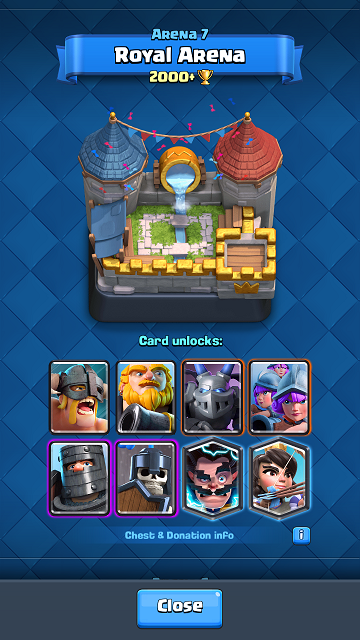 Arena 7
Royal Arena
2000+
Card unlocks:
Chest & Donation info
i
Close